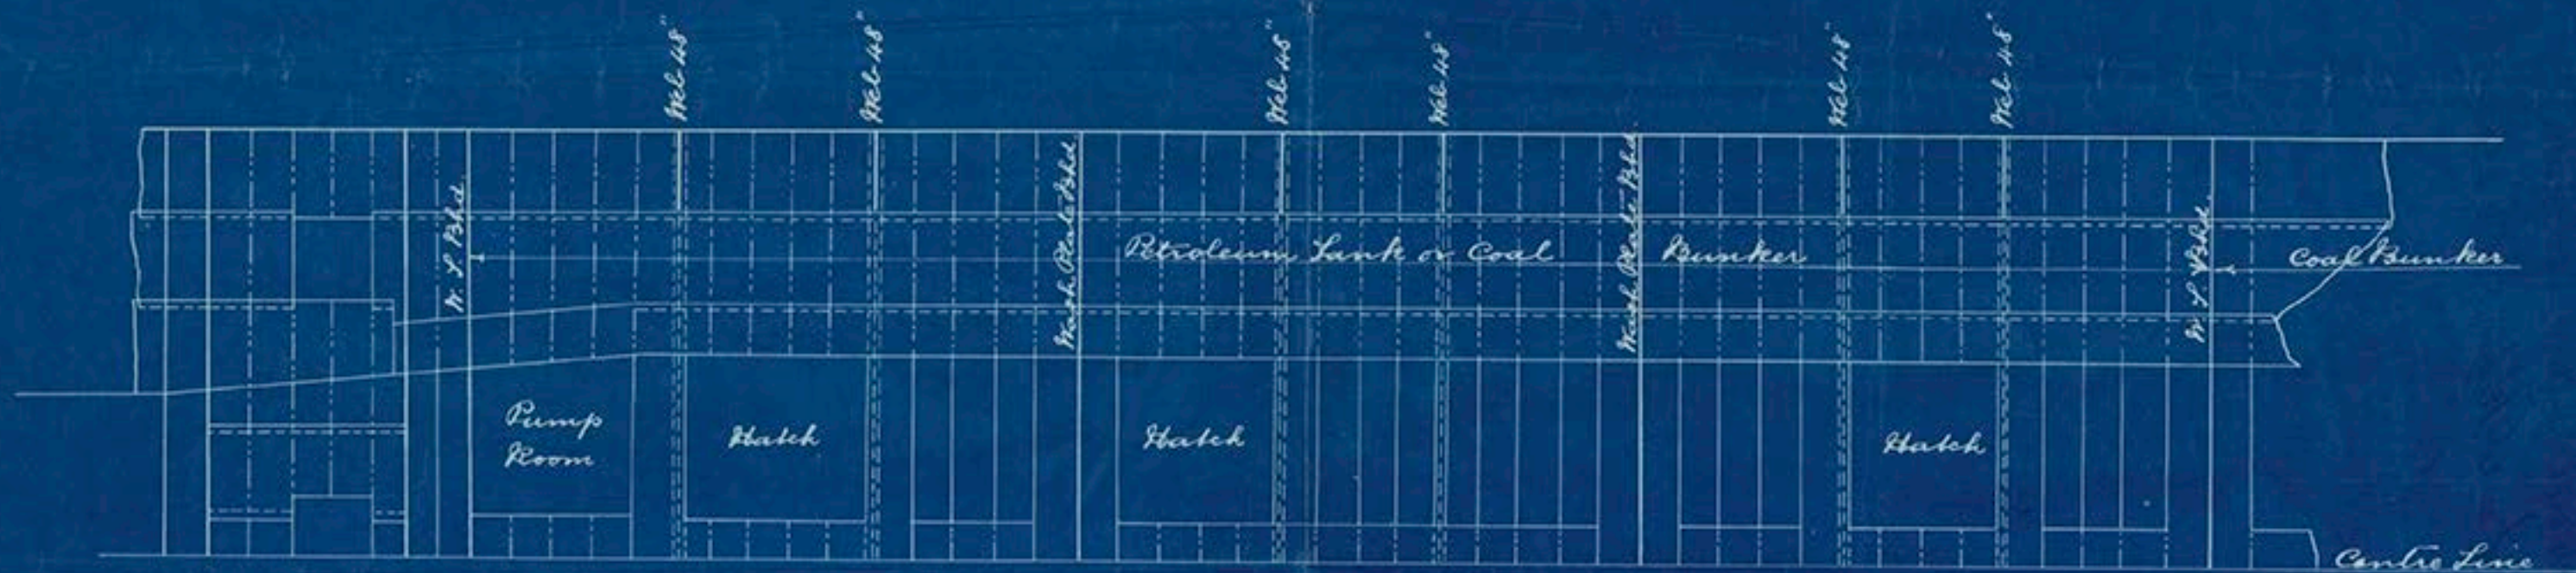 Web 48"
Web 48"
Web 48"
Web 48"
Web 48"
Web 48"
W. T. Bhd.
Wash Plate Bhd
Petroleum Tank or Coal Bunker
Wash Plate Bhd
W. T. Bhd.
Coal Bunker
Pump
Room
Hatch
Hatch
Hatch
Centre Line